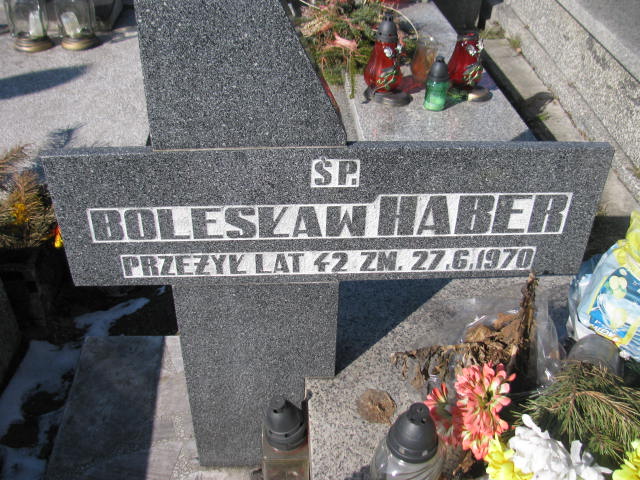 ŚP.
BOLESŁAW HABER
PRZEŻYŁ LAT 42 ZM. 27.6.1970